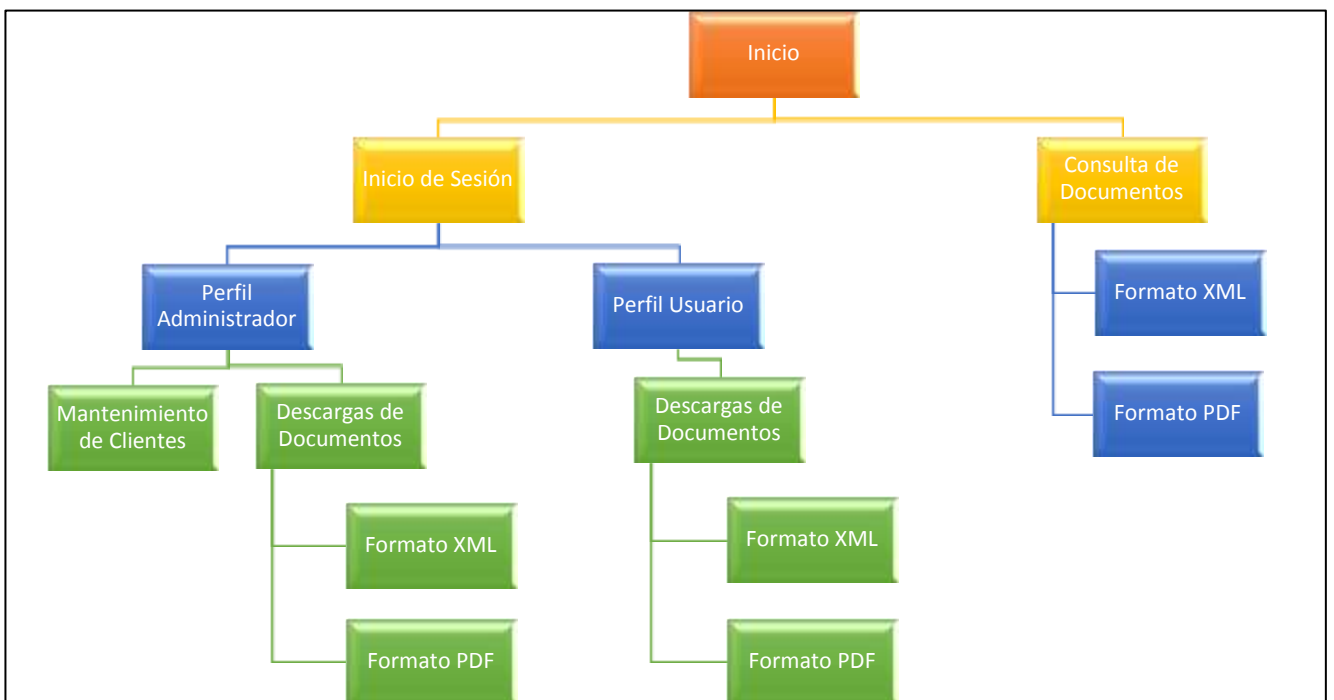 Inicio
Inicio de Sesión
Consulta de
Documentos
Perfil
Administrador
Perfil Usuario
Formato XML
Formato PDF
Mantenimiento
de Clientes
Descargas de
Documentos
Descargas de
Documentos
Formato XML
Formato PDF
Formato XML
Formato PDF